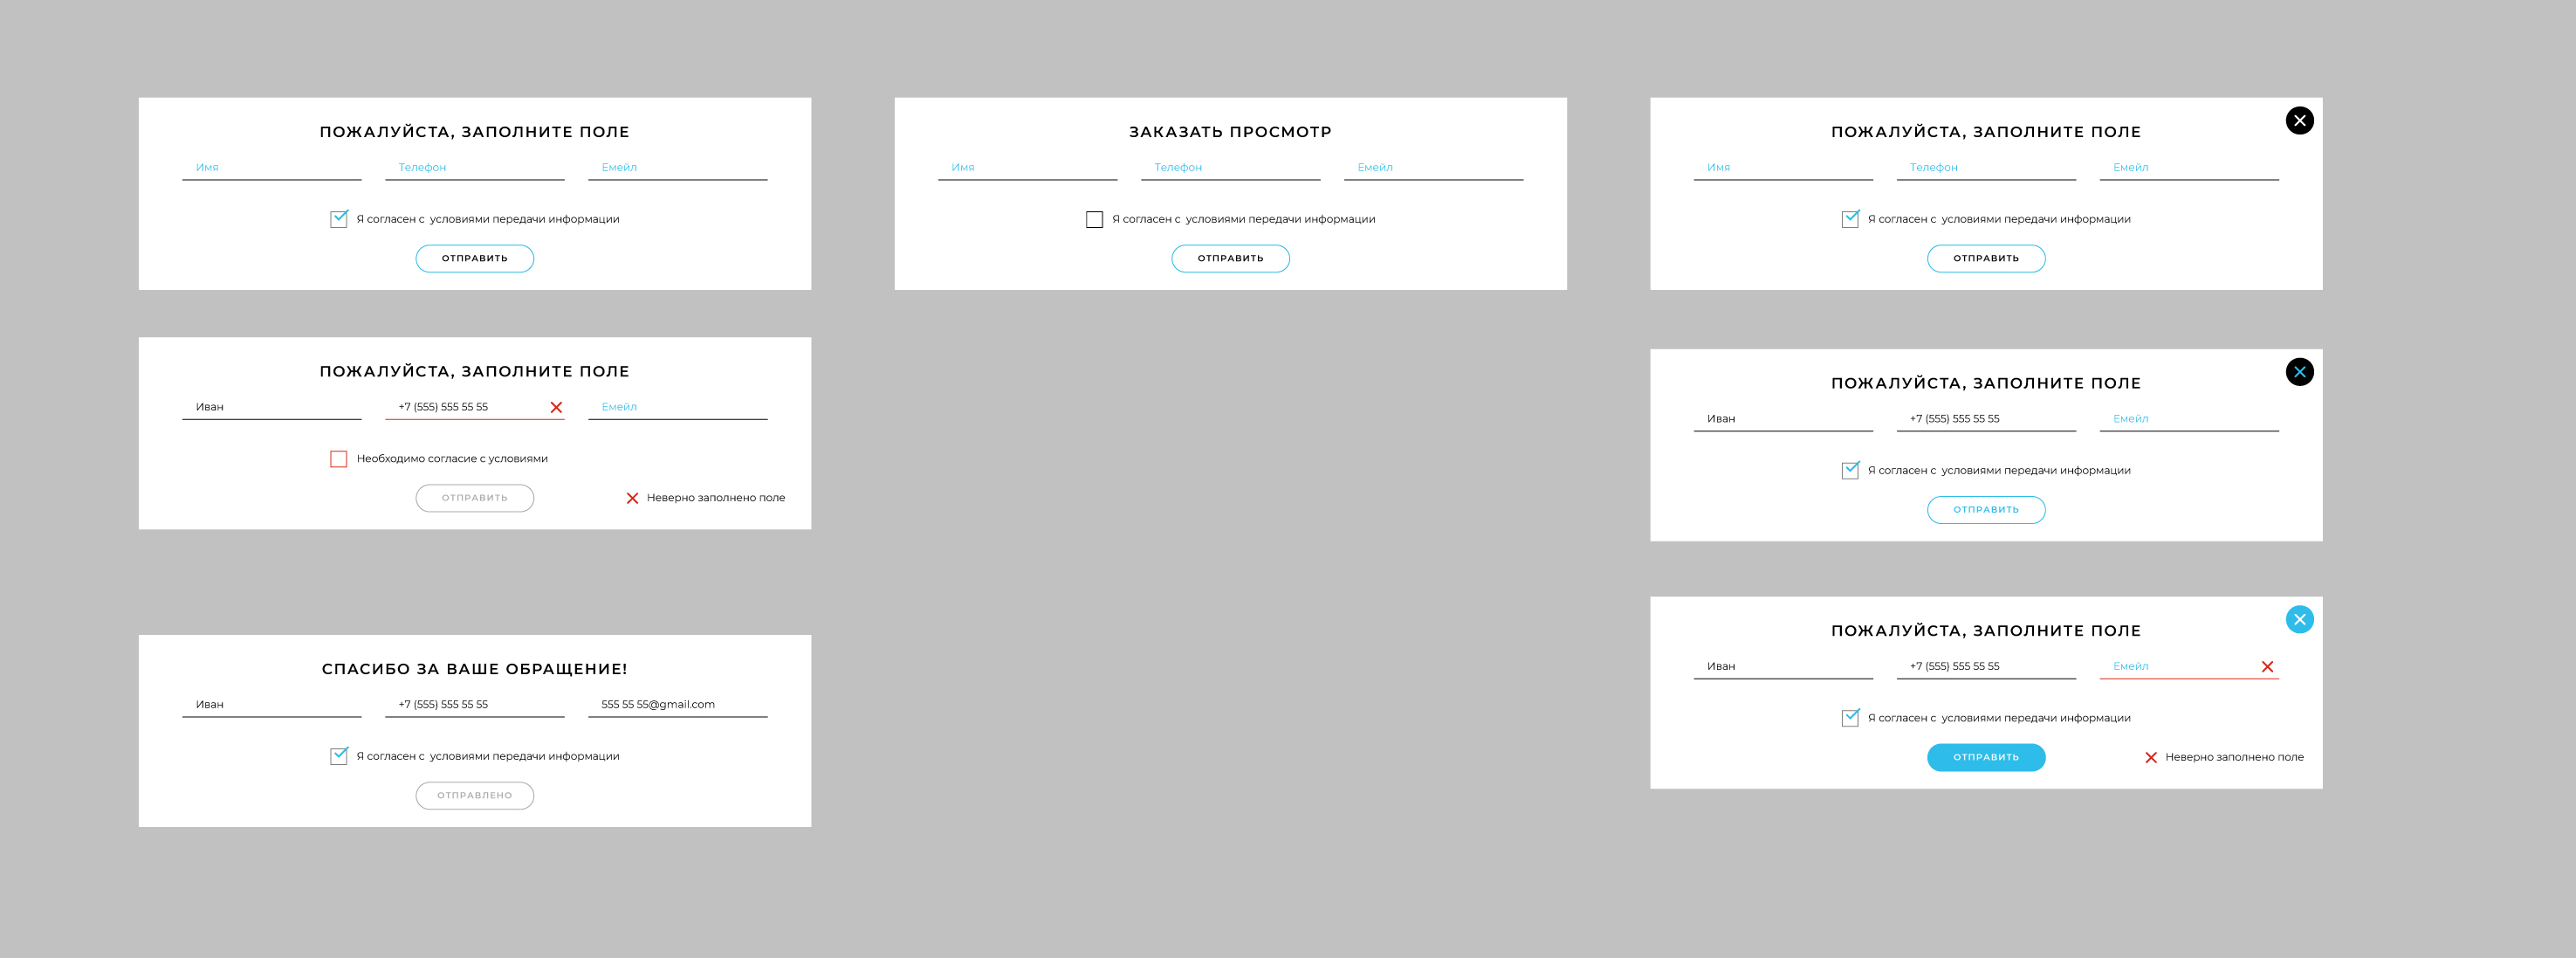 ПОЖАЛУЙСТА, ЗАПОЛНИТЕ ПОЛЕ
Имя Телефон Емейл
Я согласен с условиями передачи информации
ОТПРАВИТЬ
ЗАКАЗАТЬ ПРОСМОТР
Имя Телефон Емейл
Я согласен с условиями передачи информации
ОТПРАВИТЬ
ПОЖАЛУЙСТА, ЗАПОЛНИТЕ ПОЛЕ
Имя Телефон Емейл
Я согласен с условиями передачи информации
ОТПРАВИТЬ
ПОЖАЛУЙСТА, ЗАПОЛНИТЕ ПОЛЕ
Иван +7 (555) 555 55 55 Емейл
Необходимо согласие с условиями
ОТПРАВИТЬ Неверно заполнено поле
ПОЖАЛУЙСТА, ЗАПОЛНИТЕ ПОЛЕ
Иван +7 (555) 555 55 55 Емейл
Я согласен с условиями передачи информации
ОТПРАВИТЬ
СПАСИБО ЗА ВАШЕ ОБРАЩЕНИЕ!
Иван +7 (555) 555 55 55 555 55 55@gmail.com
Я согласен с условиями передачи информации
ОТПРАВЛЕНО
ПОЖАЛУЙСТА, ЗАПОЛНИТЕ ПОЛЕ
Иван +7 (555) 555 55 55 Емейл
Я согласен с условиями передачи информации
ОТПРАВИТЬ Неверно заполнено поле